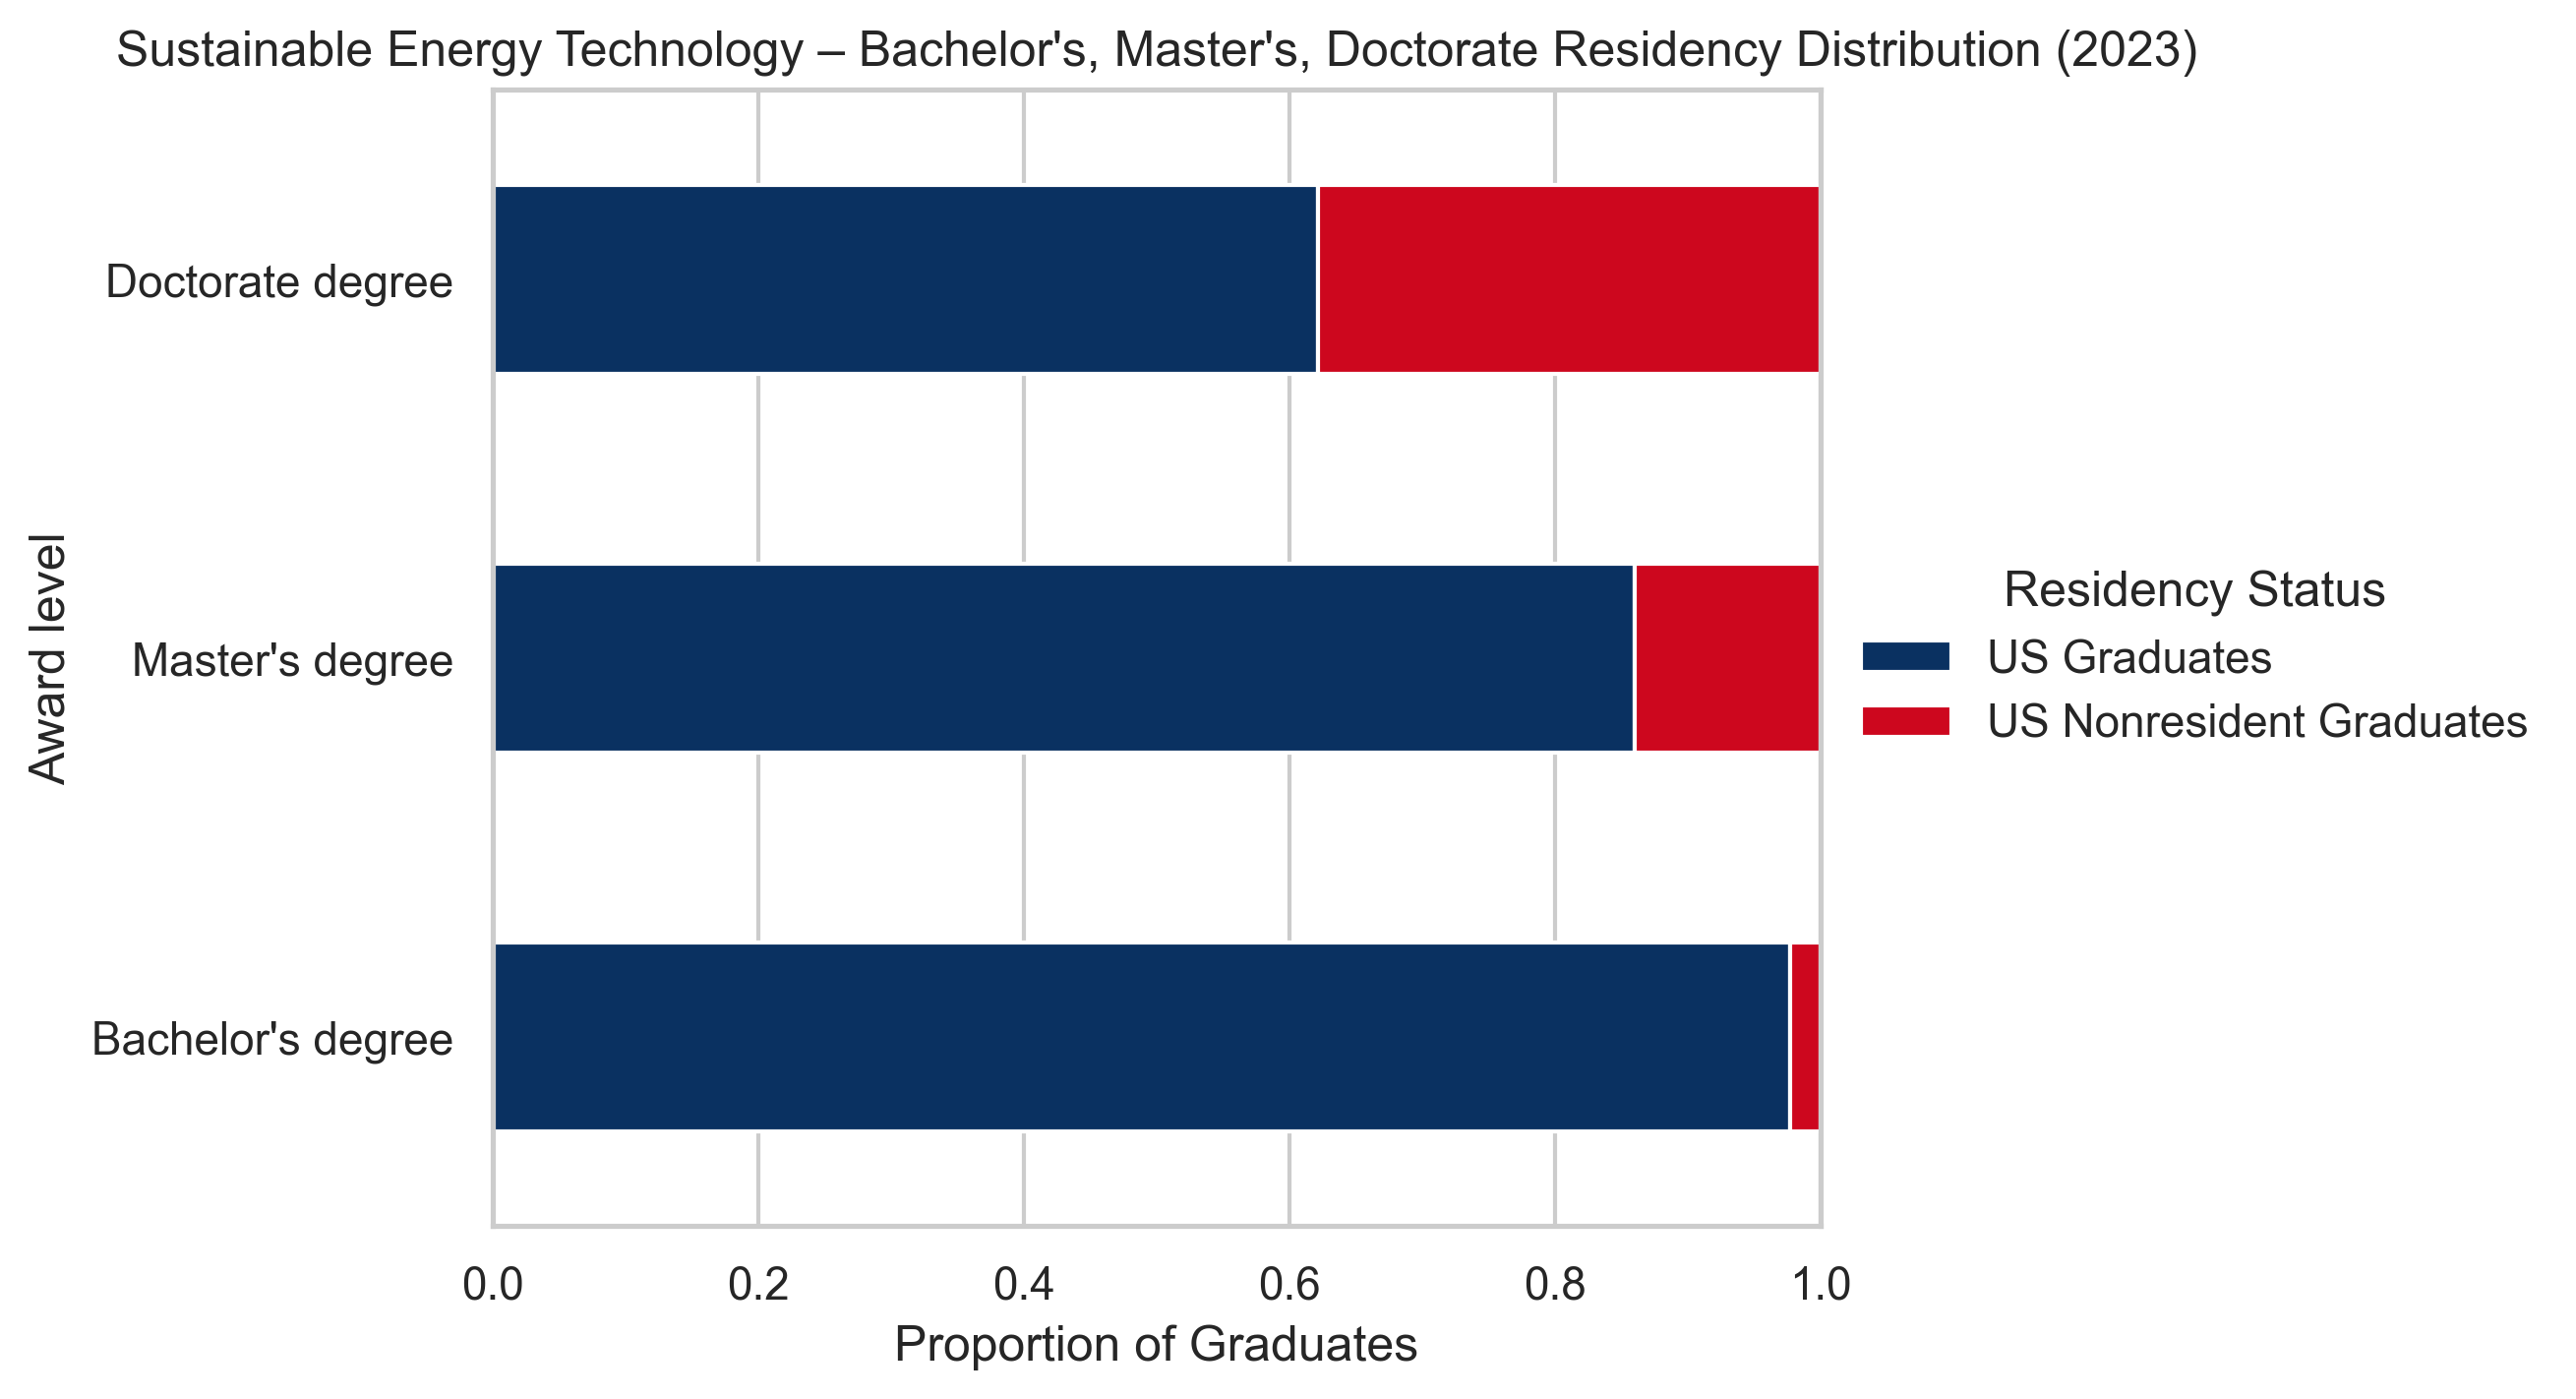 Sustainable Energy Technology – Bachelor's, Master's, Doctorate Residency Distribution (2023)
Award level
Doctorate degree
Master's degree
Bachelor's degree
0.0 0.2 0.4 0.6 0.8 1.0
Proportion of Graduates
Residency Status
US Graduates
US Nonresident Graduates